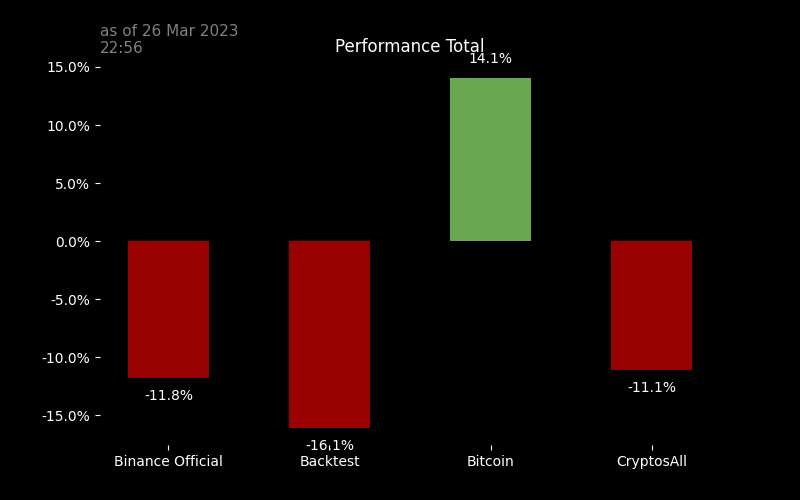 as of 26 Mar 2023
22:56
Performance Total
14.1%
15.0%
10.0%
5.0%
0.0%
-5.0%
-10.0%
-15.0%
-11.8%
-16.1%
-11.1%
Binance Official
Backtest
Bitcoin
CryptosAll